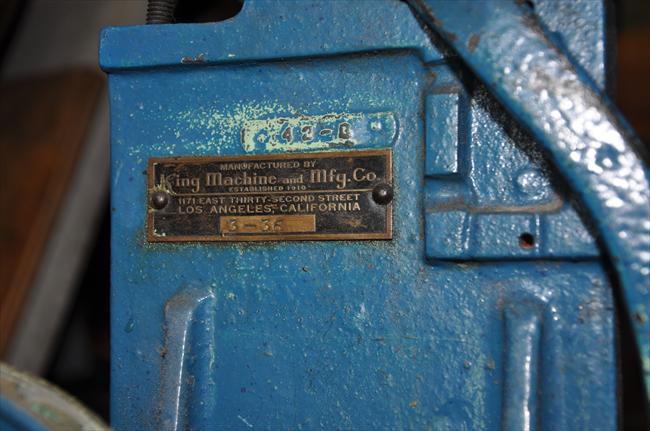 42-B
MANUFACTURED BY
King Machine and Mfg. Co.
ESTABLISHED 1910
1171 EAST THIRTY-SECOND STREET
LOS ANGELES, CALIFORNIA
3-36